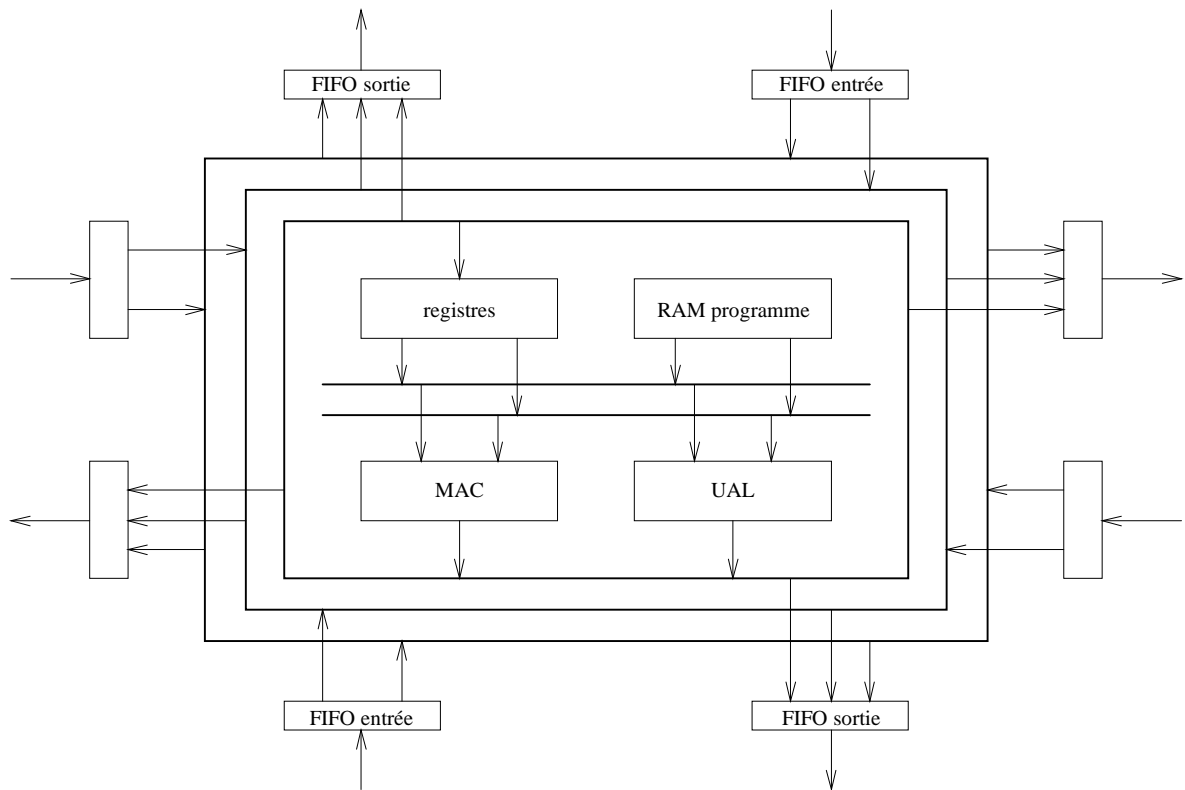 FIFO sortie
FIFO entrée
registres
RAM programme
MAC
UAL
FIFO entrée
FIFO sortie